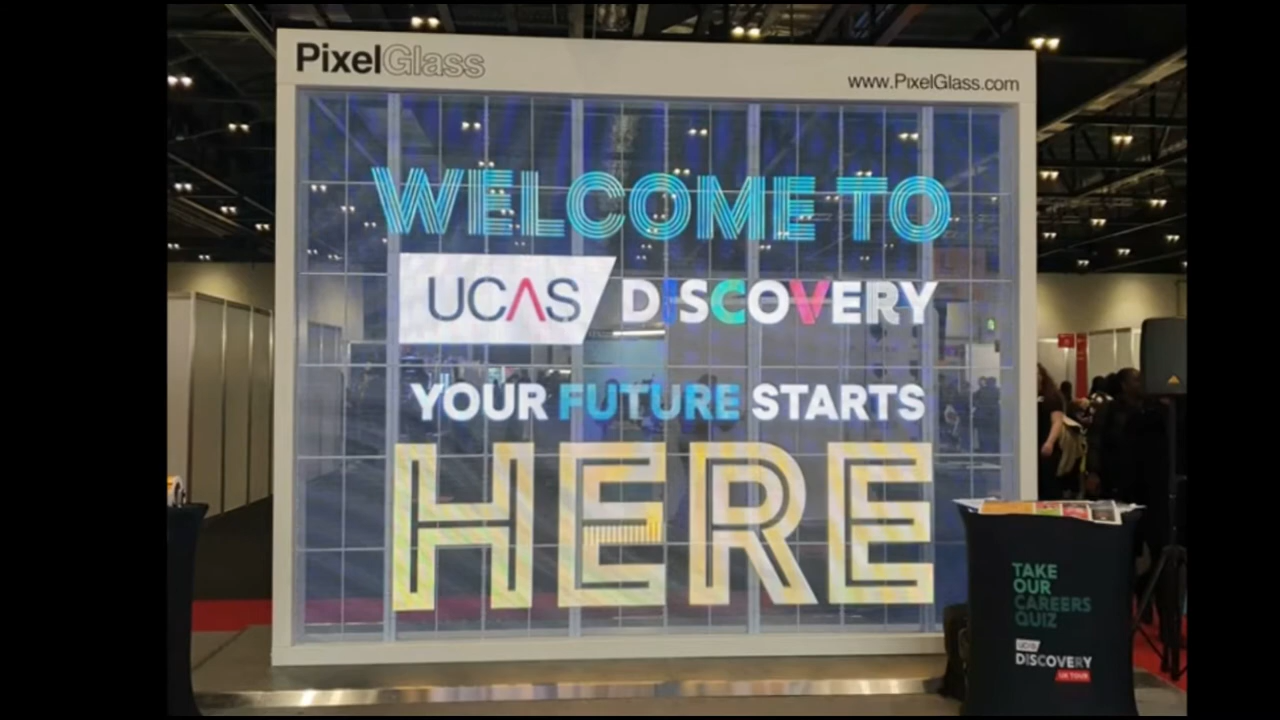 PixelGlass
www.PixelGlass.com
WELCOME TO
UCAS DISCOVERY
YOUR FUTURE STARTS
HERE
TAKE
OUR
CAREERS
QUIZ
UCAS
DISCOVERY
UK TOUR